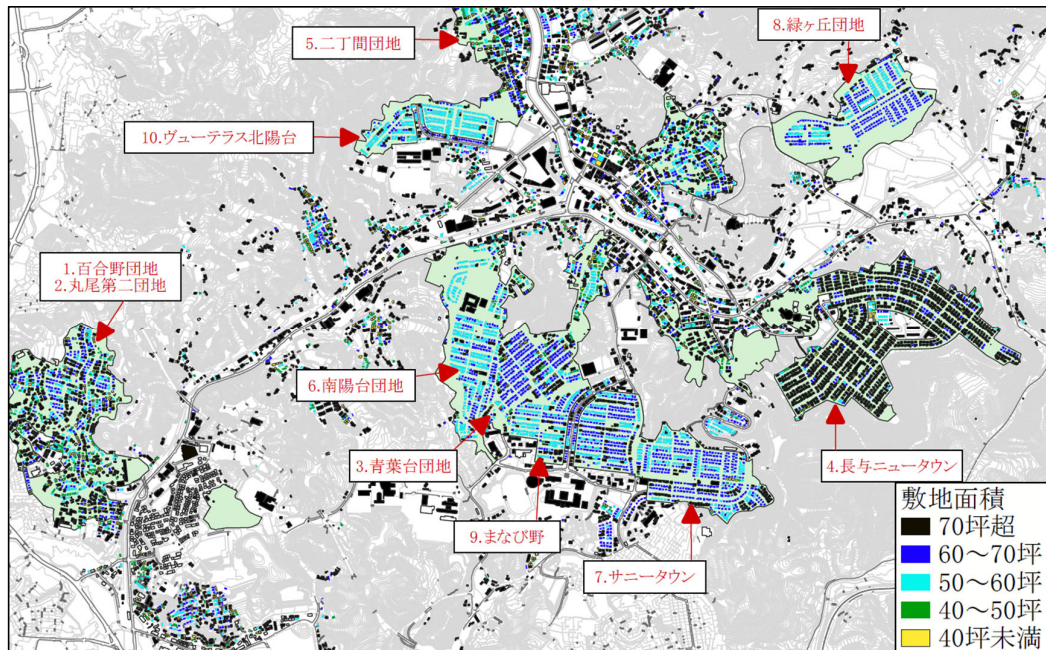 5.二丁間団地
8.緑ヶ丘団地
10.ヴューテラス北陽台
1.百合野団地
2.丸尾第二団地
6.南陽台団地
3.青葉台団地
4.長与ニュータウン
9.まなび野
7.サニータウン
敷地面積
70坪超
60～70坪
50～60坪
40～50坪
40坪未満